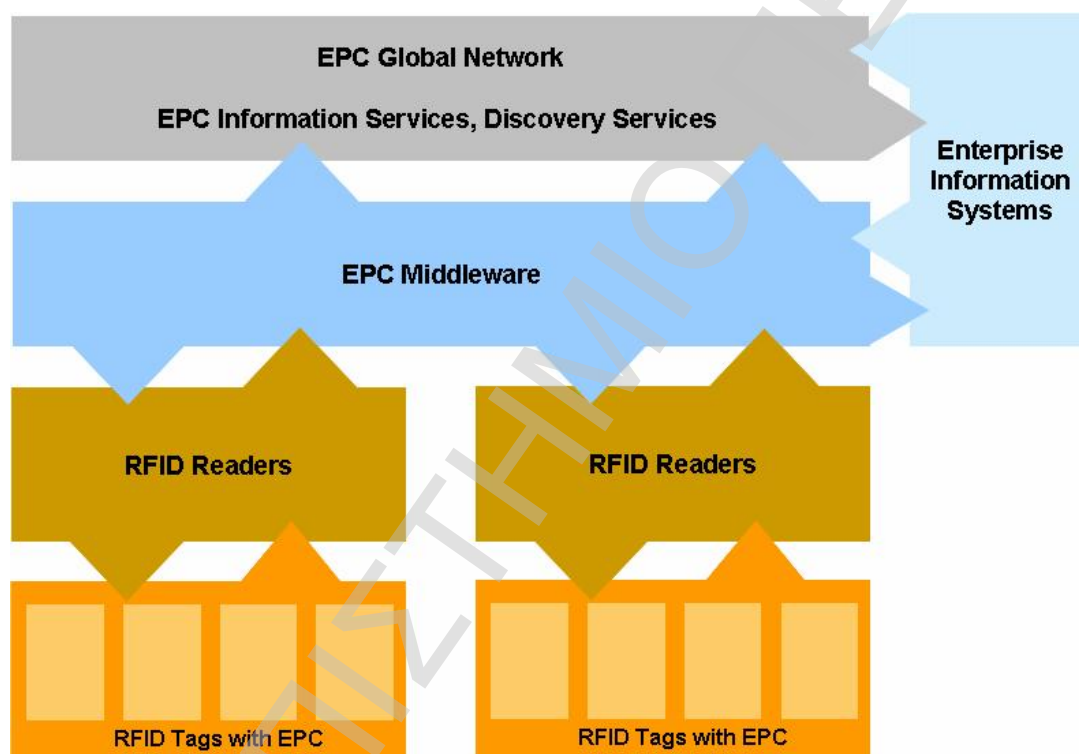 EPC Global Network
EPC Information Services, Discovery Services
Enterprise
Information
Systems
EPC Middleware
RFID Readers
RFID Readers
RFID Tags with EPC
RFID Tags with EPC